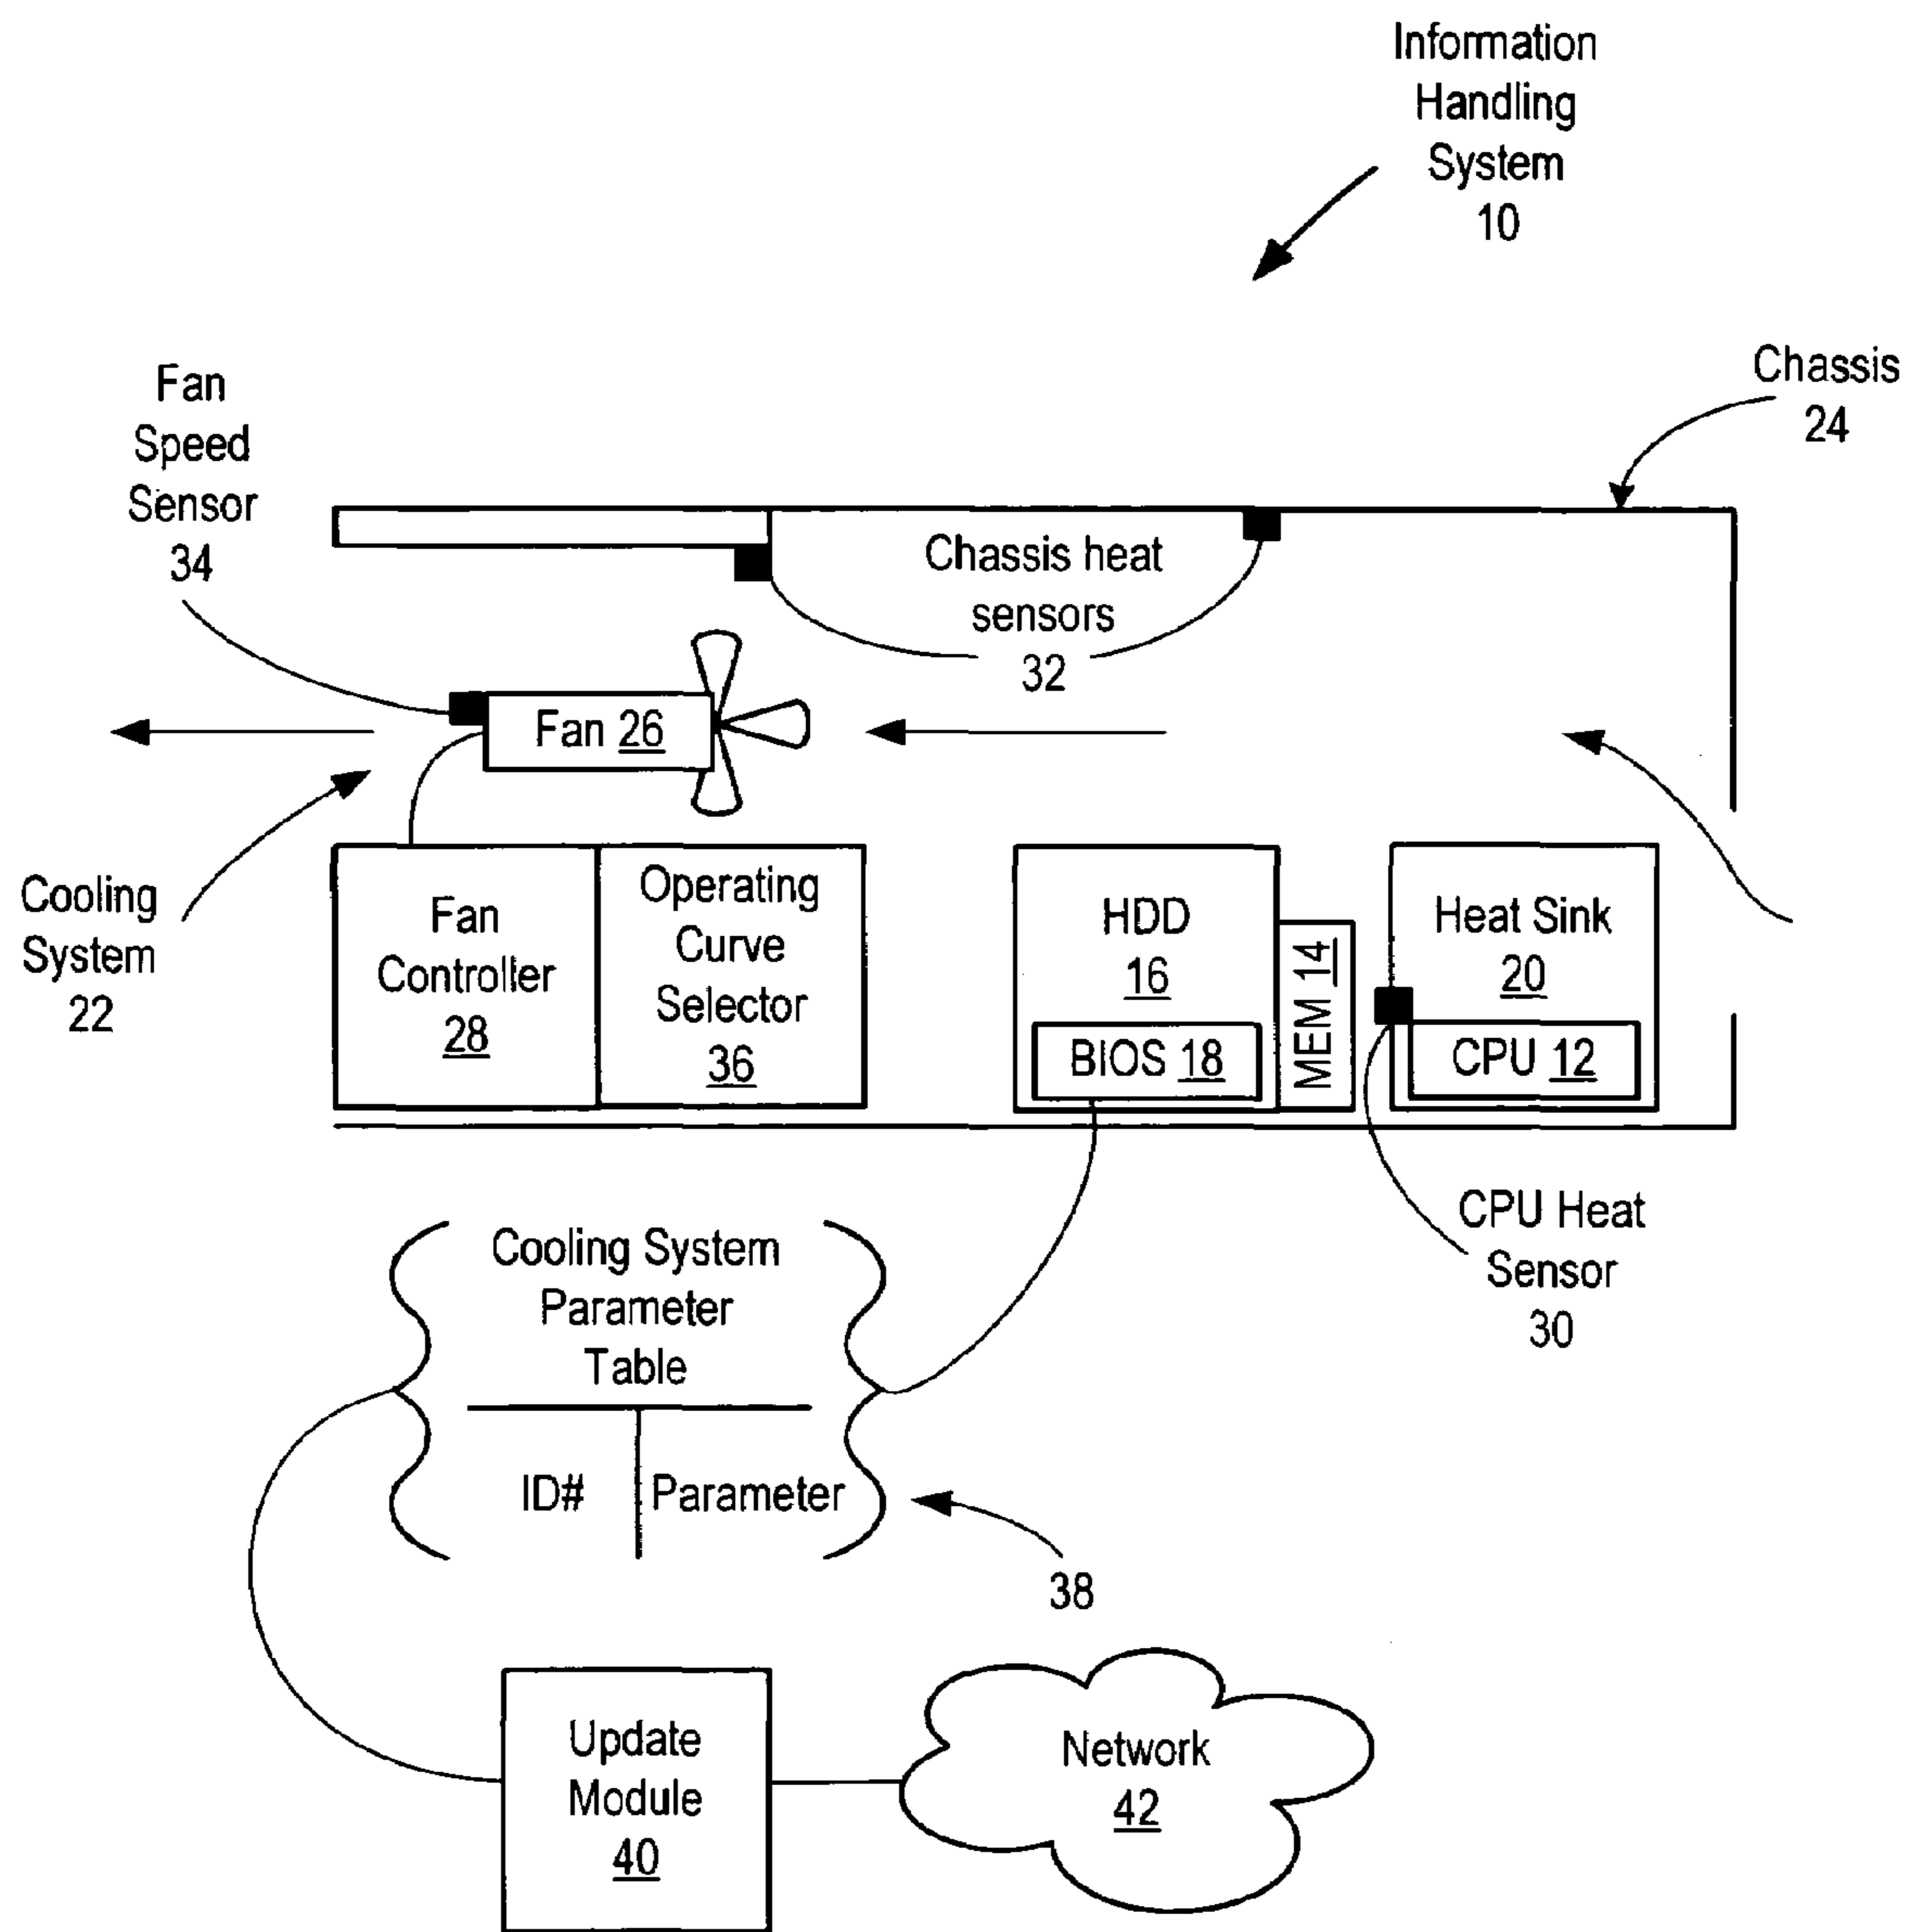 Information
Handling
System
10
Chassis
24
Fan
Speed
Sensor
34
Chassis heat
sensors
32
Fan 26
Cooling
System
22
Fan
Controller
28
Operating
Curve
Selector
36
HDD
16
BIOS 18
MEM 14
Heat Sink
20
CPU 12
CPU Heat
Sensor
30
Cooling System
Parameter
Table
ID#
Parameter
38
Update
Module
40
Network
42